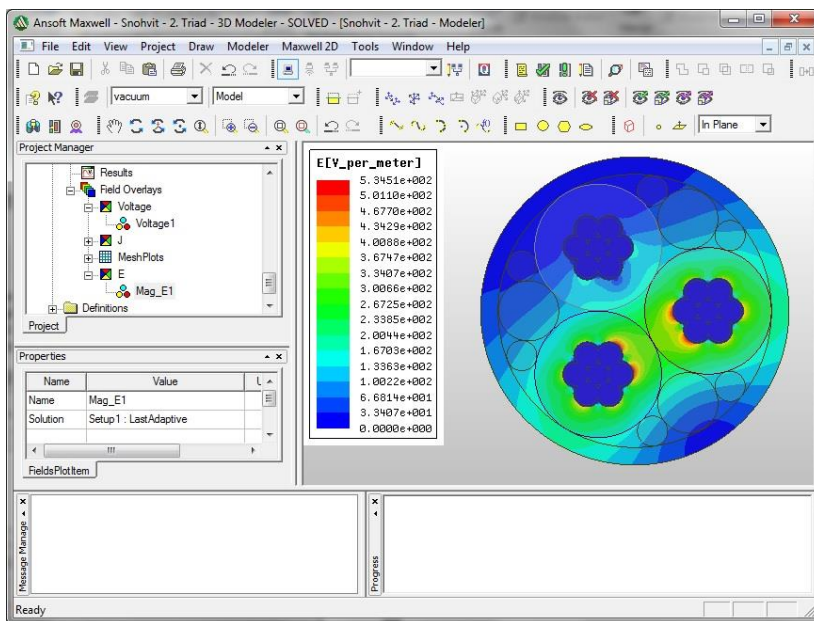 Ansoft Maxwell - Snohvit - 2. Triad - 3D Modeler - SOLVED - [Snohvit - 2. Triad - Modeler]
File Edit View Project Draw Modeler Maxwell 2D Tools Window Help
vacuum Model
In Plane
Project Manager
Results
Field Overlays
Voltage
Voltage1
J
MeshPlots
E
Mag_E1
Definitions
Project
Properties
Name Value
Name Mag_E1
Solution Setup1 : LastAdaptive
FieldsPlotItem
E[V_per_meter]
5.3451e+002
5.0110e+002
4.6770e+002
4.3429e+002
4.0088e+002
3.6747e+002
3.3407e+002
3.0066e+002
2.6725e+002
2.3385e+002
2.0044e+002
1.6703e+002
1.3363e+002
1.0022e+002
6.6814e+001
3.3407e+001
0.0000e+000
Message Manage
Progress
Ready